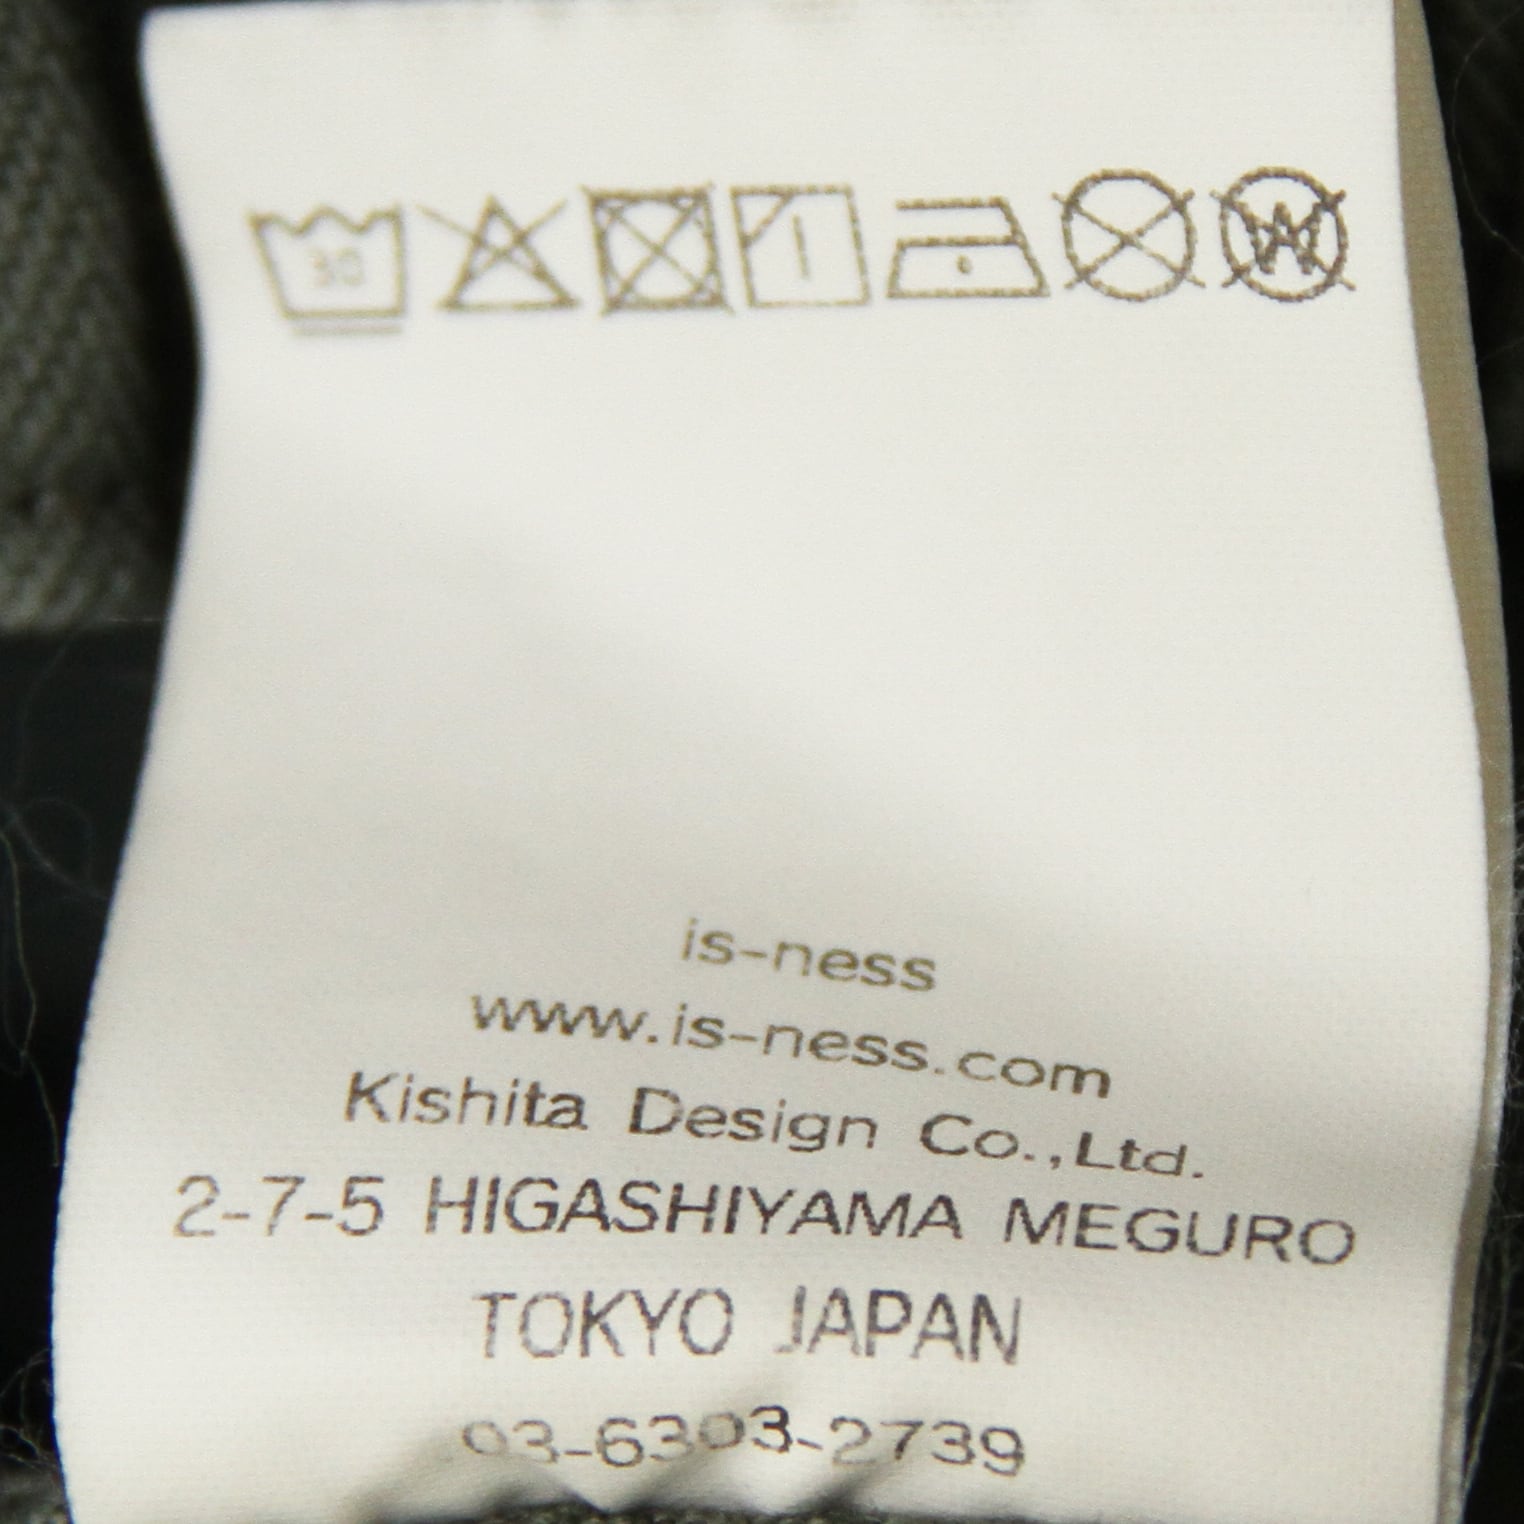 30
W
is-ness
www.is-ness.com
Kishita Design Co.,Ltd.
2-7-5 HIGASHIYAMA MEGURO
TOKYO JAPAN
03-6303-2739